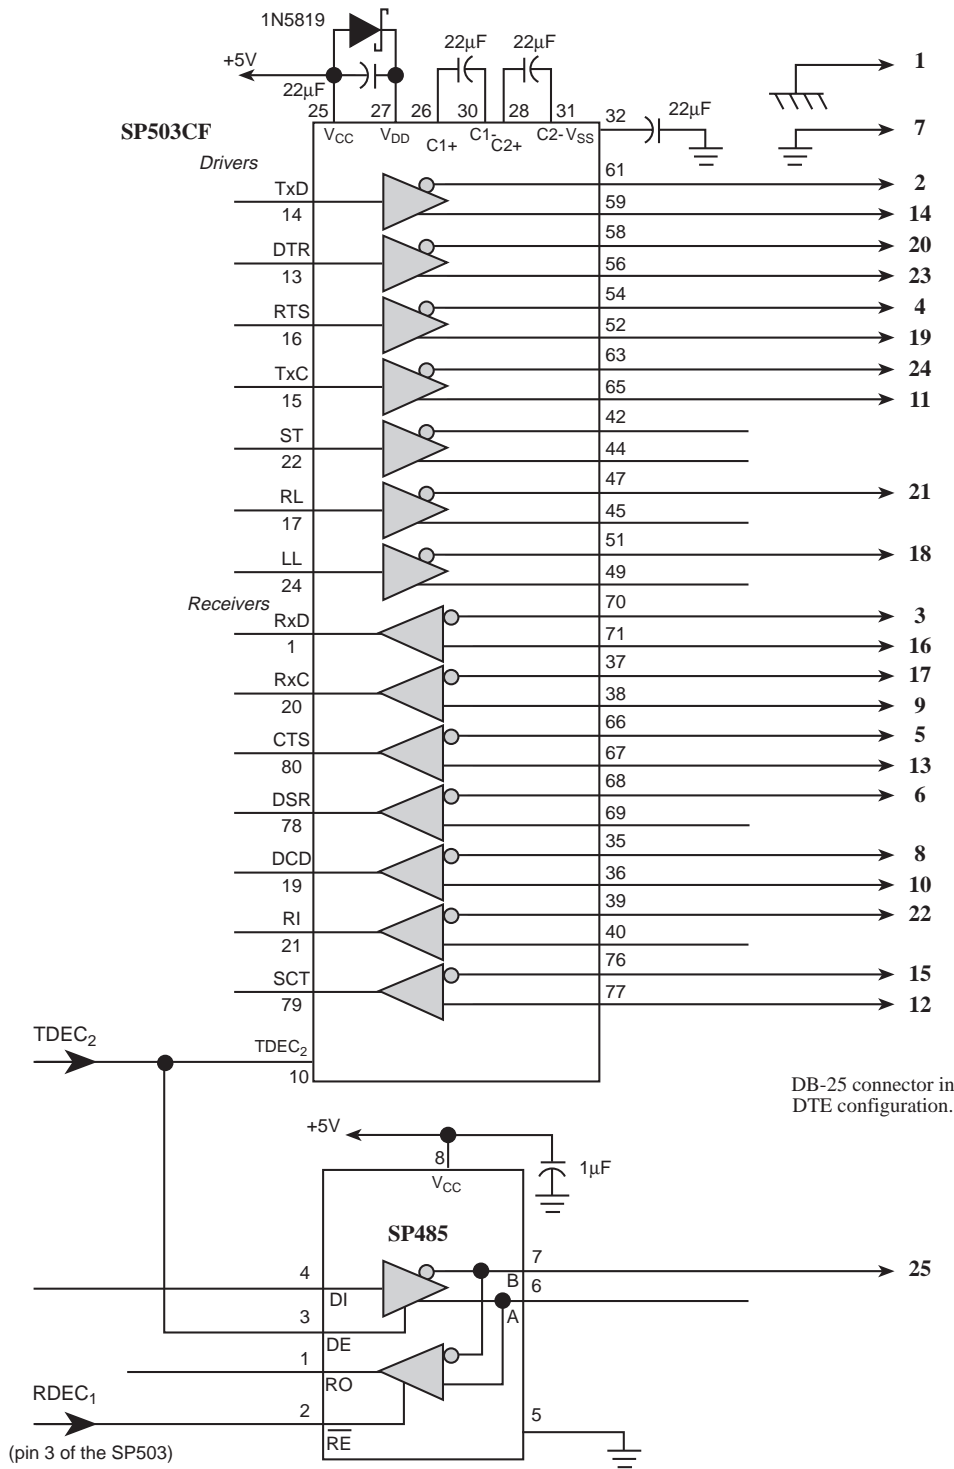 1N5819
+5V
22μF
22μF
22μF
1
25
27
26
30
28
31
32
22μF
SP503CF
VCC
VDD
C1+
C1-
C2+
C2-
VSS
7
Drivers
61
TxD
2
14
59
14
58
DTR
20
13
56
23
54
RTS
4
16
52
19
63
TxC
24
15
65
11
42
ST
22
44
47
RL
21
17
45
51
LL
18
24
49
Receivers
70
RxD
3
1
71
16
37
RxC
17
20
38
9
66
CTS
5
80
67
13
68
DSR
6
78
69
35
DCD
8
19
36
10
39
RI
22
21
40
76
SCT
15
79
77
12
TDEC2
TDEC2
10
DB-25 connector in
DTE configuration.
+5V
8
1μF
VCC
SP485
4
7
25
DI
B
6
3
A
DE
1
RO
RDEC1
2
5
RE
(pin 3 of the SP503)